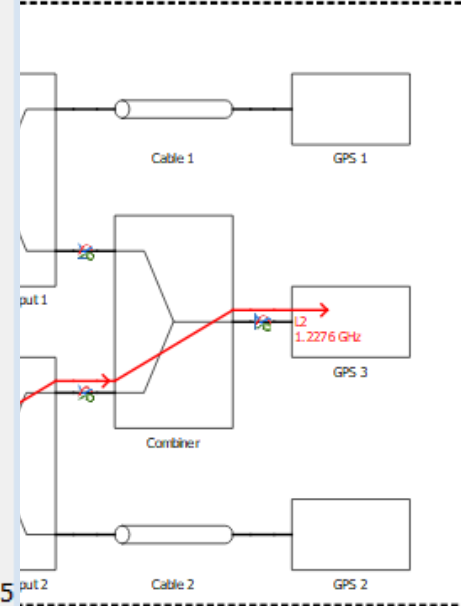 Cable 1
GPS 1
put 1
L2
1.2276 GHz
GPS 3
Combiner
5
put 2
Cable 2
GPS 2